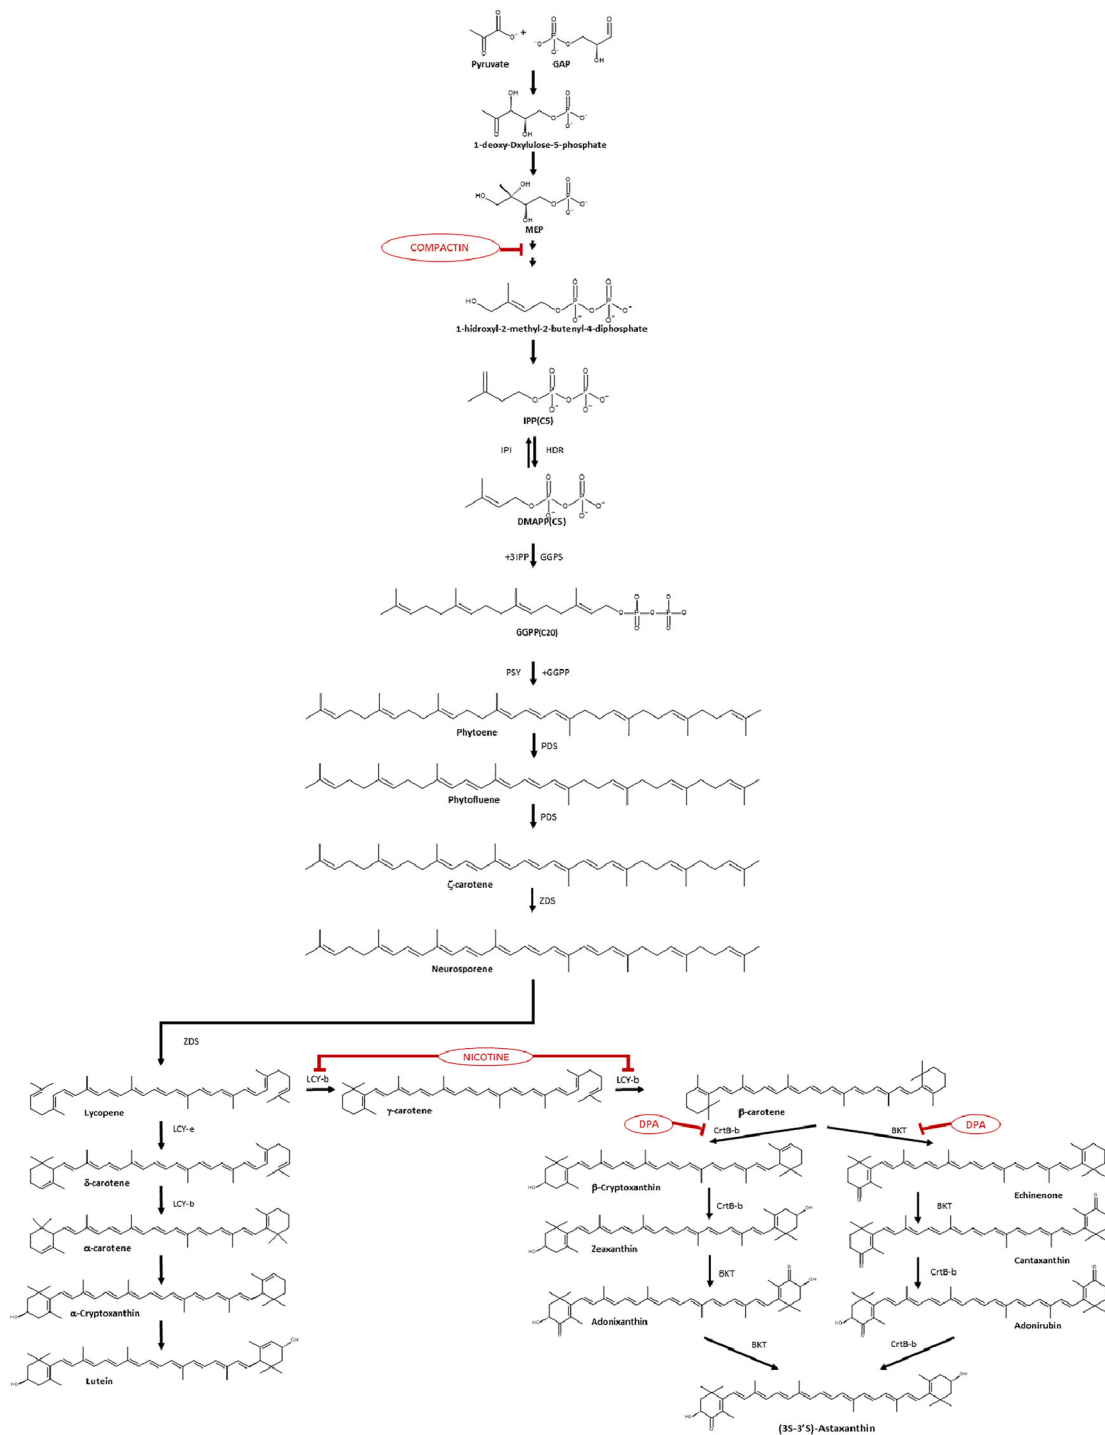 Pyruvate + GAP
1-deoxy-Dxylulose-5-phosphate
MEP
COMPACTIN
1-hidroxyl-2-methyl-2-butenyl-4-diphosphate
IPP(C5)
IPI HDR
DMAPP(C5)
+3IPP GGPS
GGPP(C20)
PSY +GGPP
Phytoene
PDS
Phytofluene
PDS
ζ-carotene
ZDS
Neurosporene
ZDS
NICOTINE
LCY-b LCY-b
Lycopene γ-carotene β-carotene
DPA CrtB-b BKT DPA
LCY-e
δ-carotene β-Cryptoxanthin Echinenone
LCY-b CrtB-b BKT
α-carotene Zeaxanthin Cantaxanthin
BKT CrtB-b
α-Cryptoxanthin Adonixanthin Adonirubin
BKT CrtB-b
Lutein
(3S-3'S)-Astaxanthin